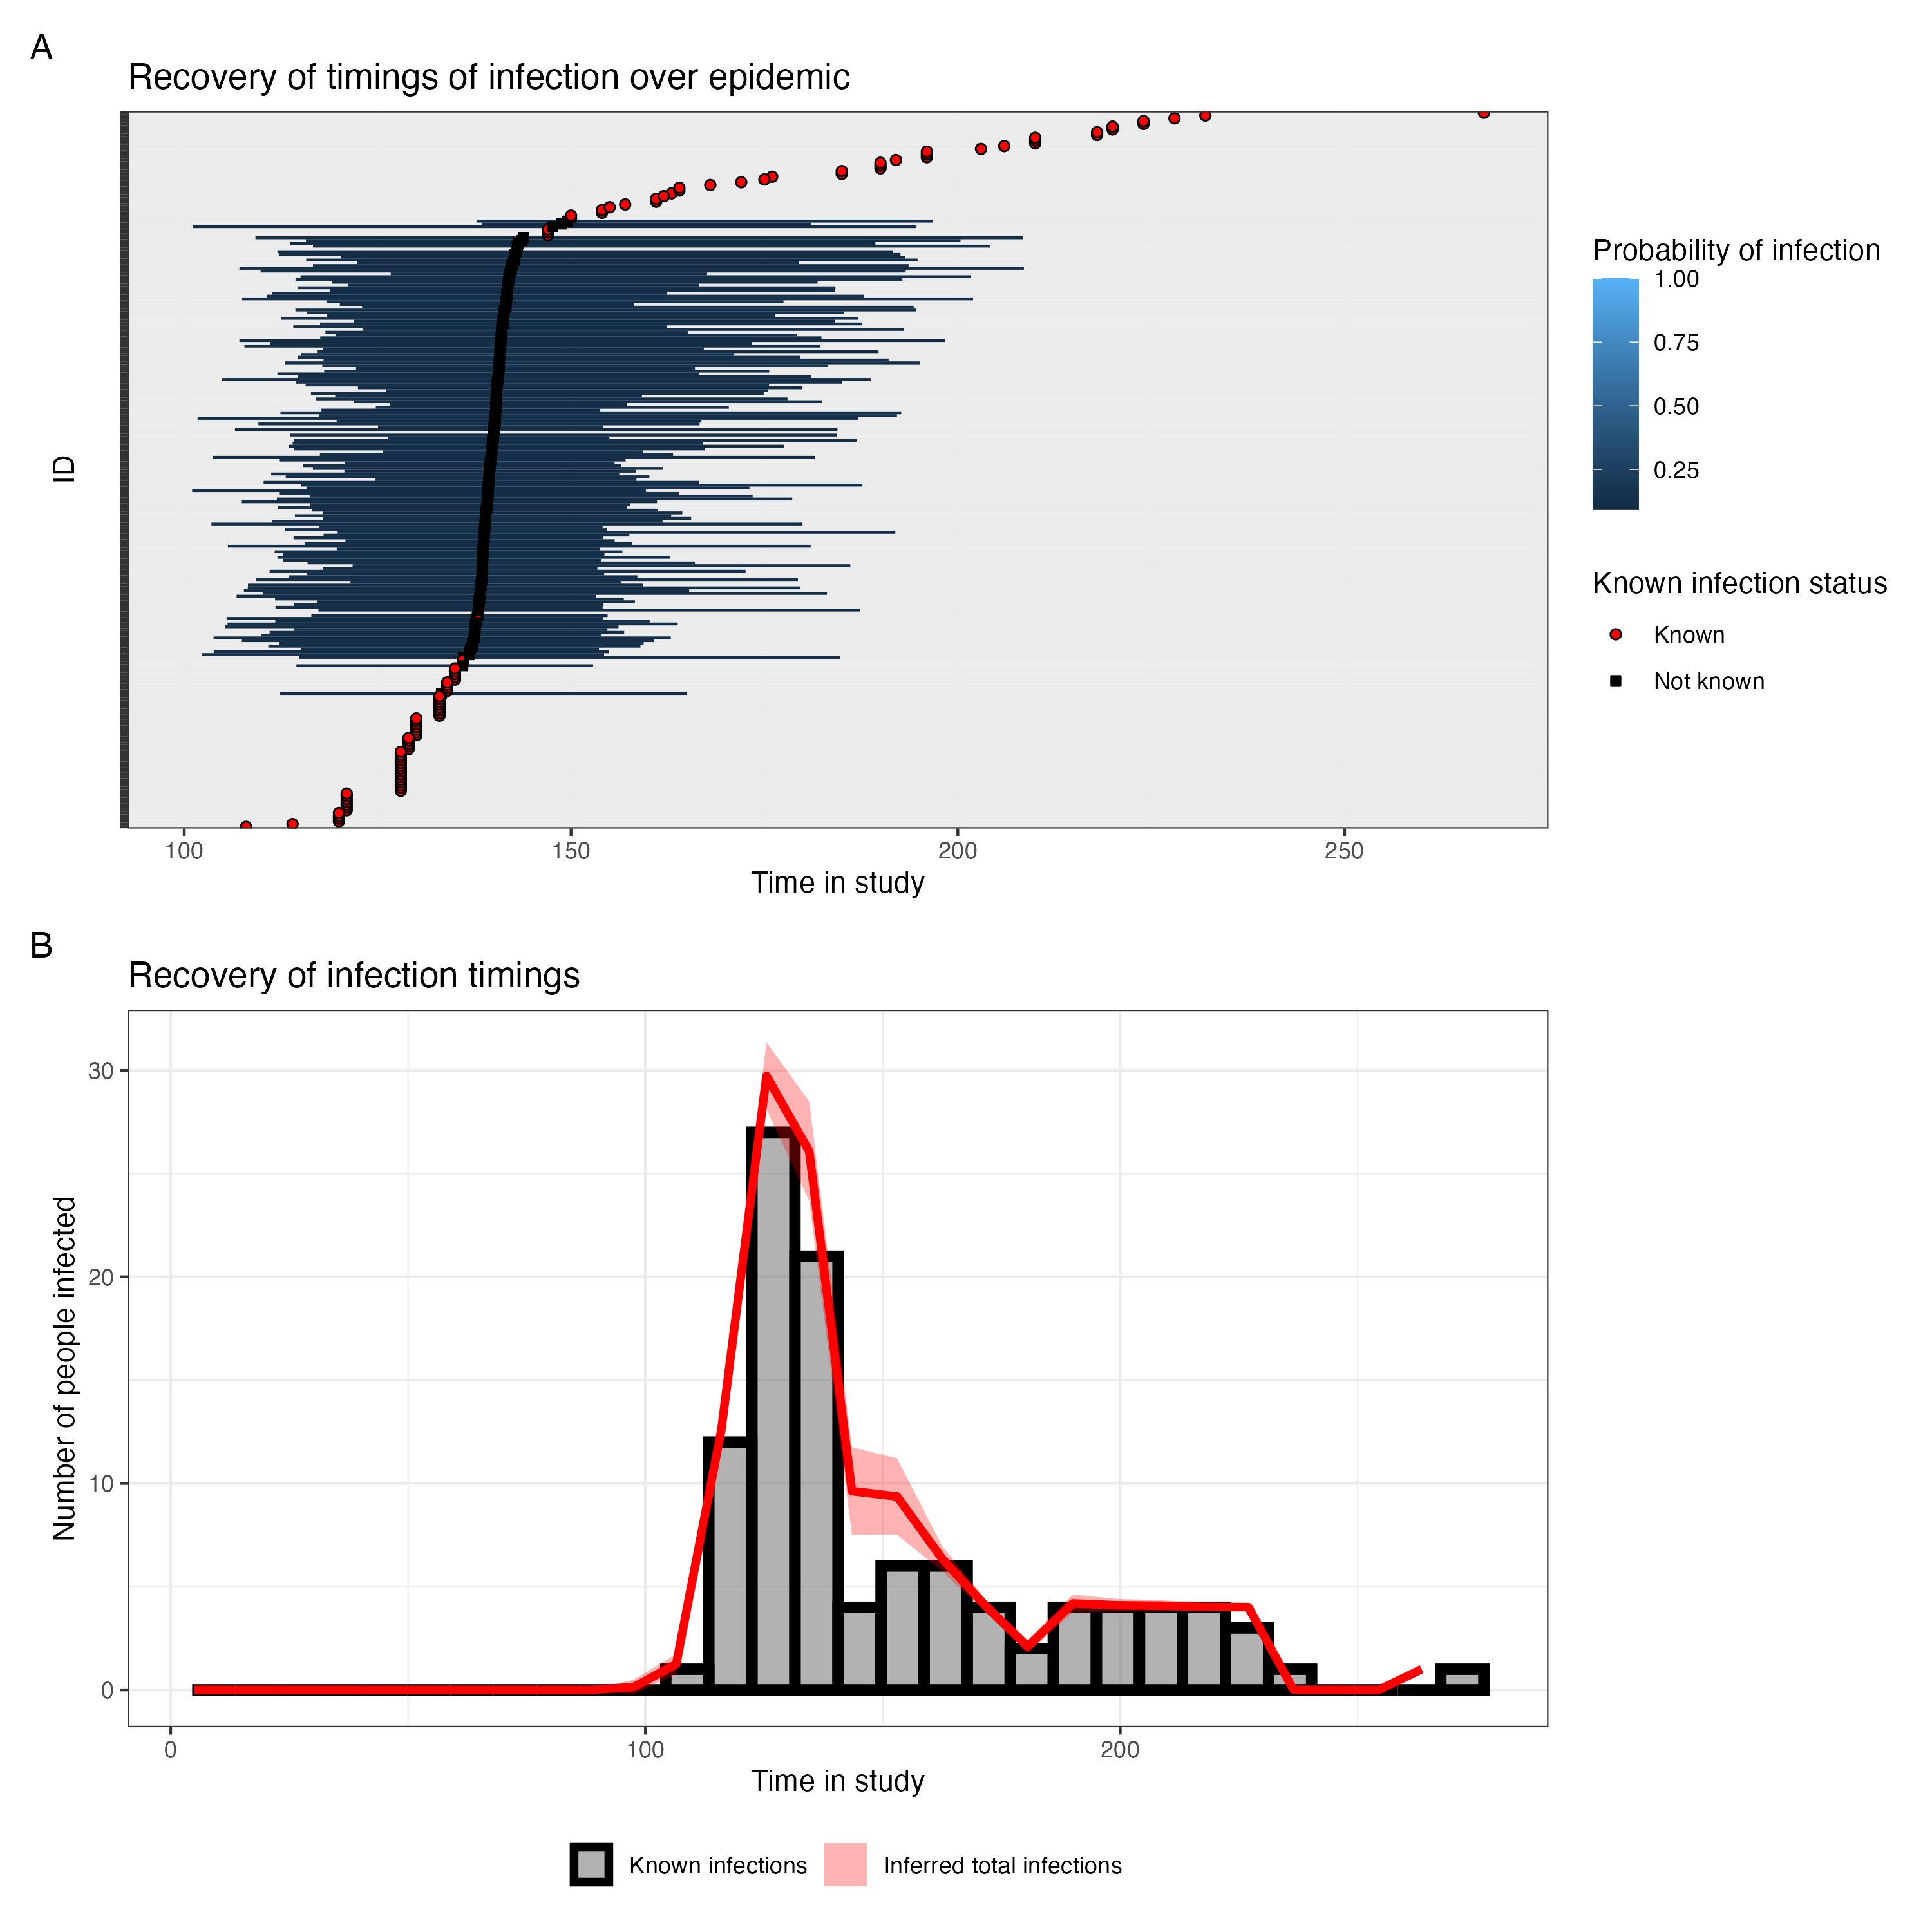 A
Recovery of timings of infection over epidemic
ID
100
150
200
250
Time in study
Probability of infection
1.00
0.75
0.50
0.25
Known infection status
Known
Not known
B
Recovery of infection timings
Number of people infected
30
20
10
0
0
100
200
Time in study
Known infections
Inferred total infections